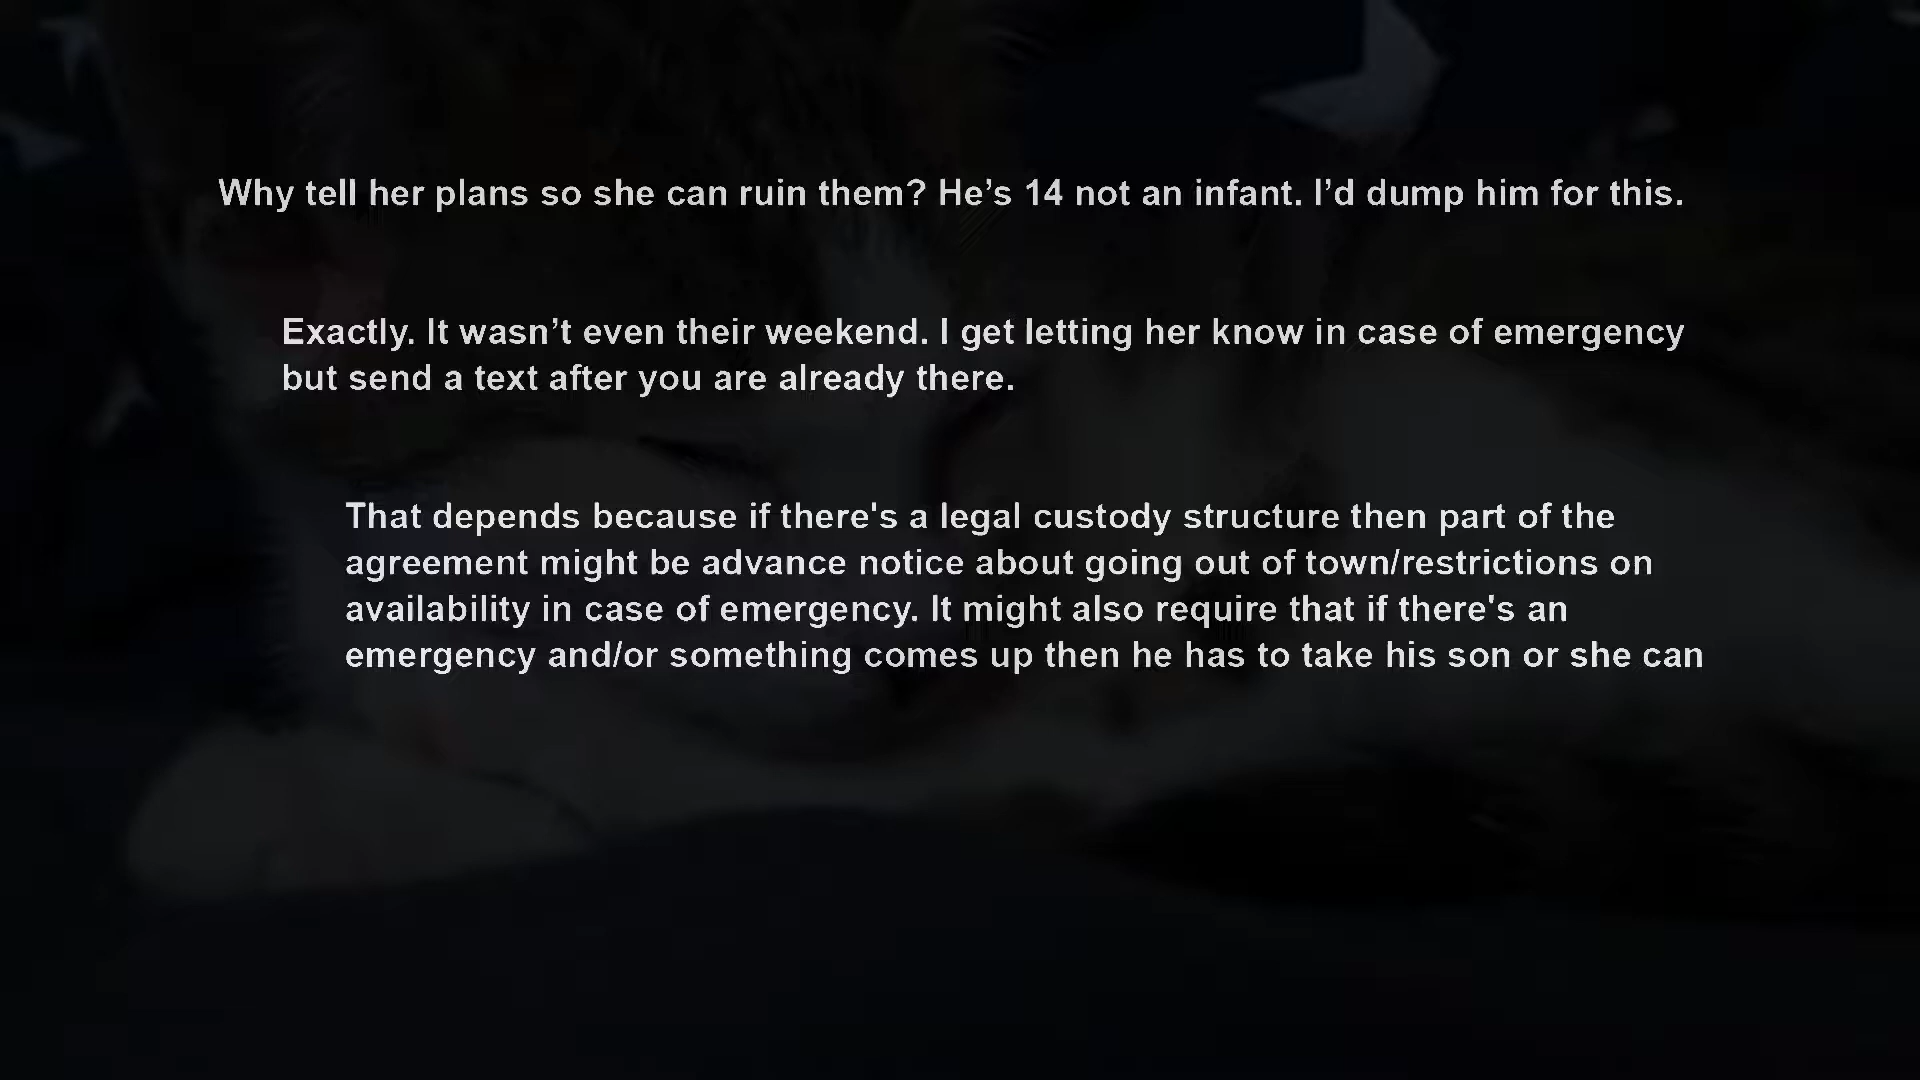 Why tell her plans so she can ruin them? He’s 14 not an infant. I’d dump him for this.
Exactly. It wasn’t even their weekend. I get letting her know in case of emergency
but send a text after you are already there.
That depends because if there's a legal custody structure then part of the
agreement might be advance notice about going out of town/restrictions on
availability in case of emergency. It might also require that if there's an
emergency and/or something comes up then he has to take his son or she can